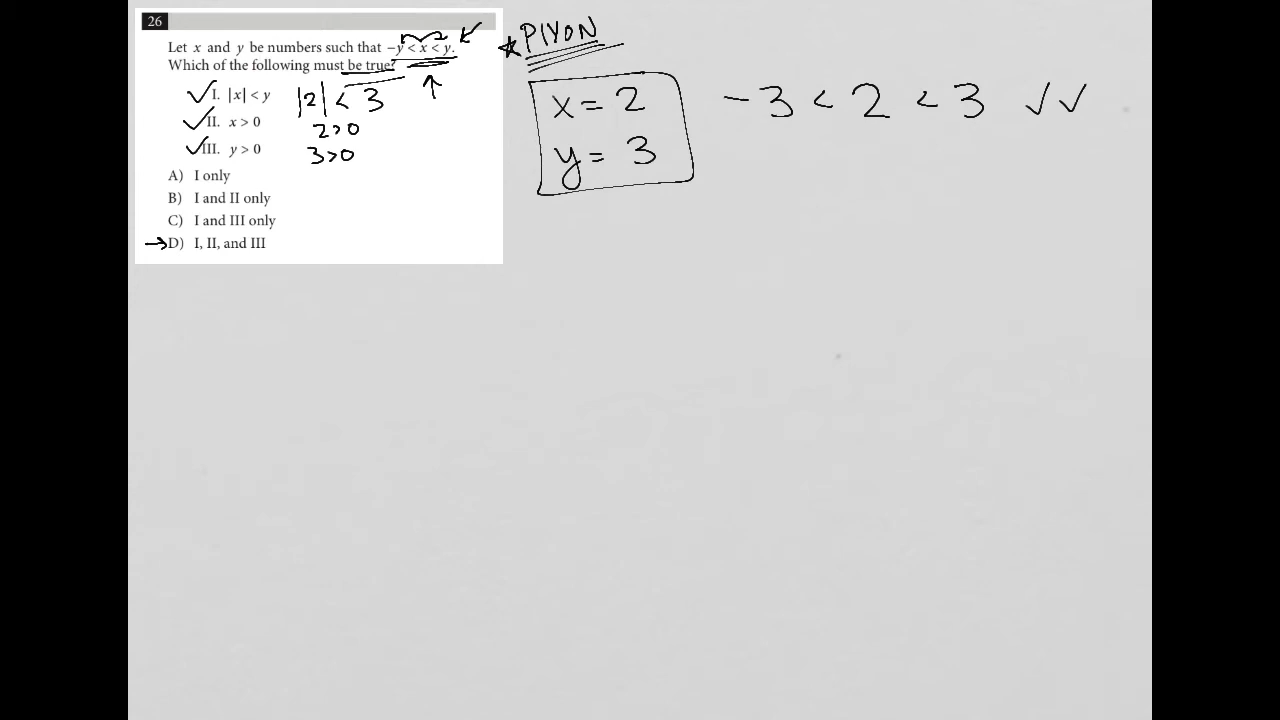 26
Let x and y be numbers such that −y < x < y.
Which of the following must be true?
I. |x| < y
II. x > 0
III. y > 0
A) I only
B) I and II only
C) I and III only
D) I, II, and III
|2| < 3
2>0
3>0
PIYON
x = 2
y = 3
-3 < 2 < 3